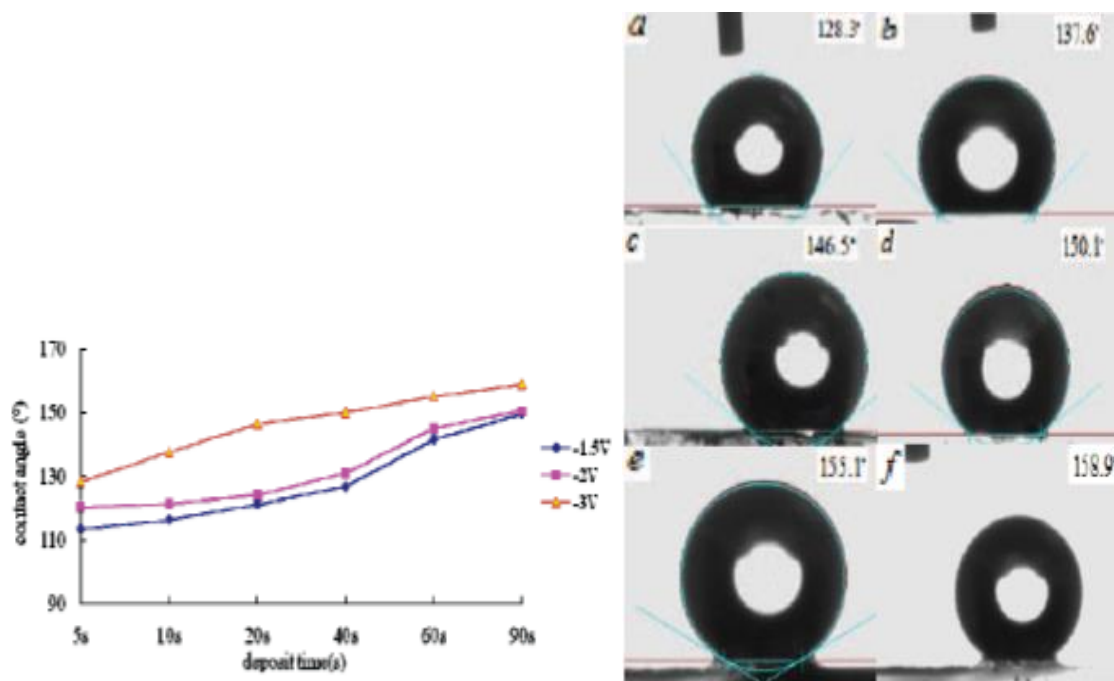 contact angle (°)
170
150
130
110
90
5s 10s 20s 40s 60s 90s
deposit time(s)
-1.5V
-2V
-3V
a 128.3°
b 137.6°
c 146.5°
d 150.1°
e 155.1°
f 158.9°